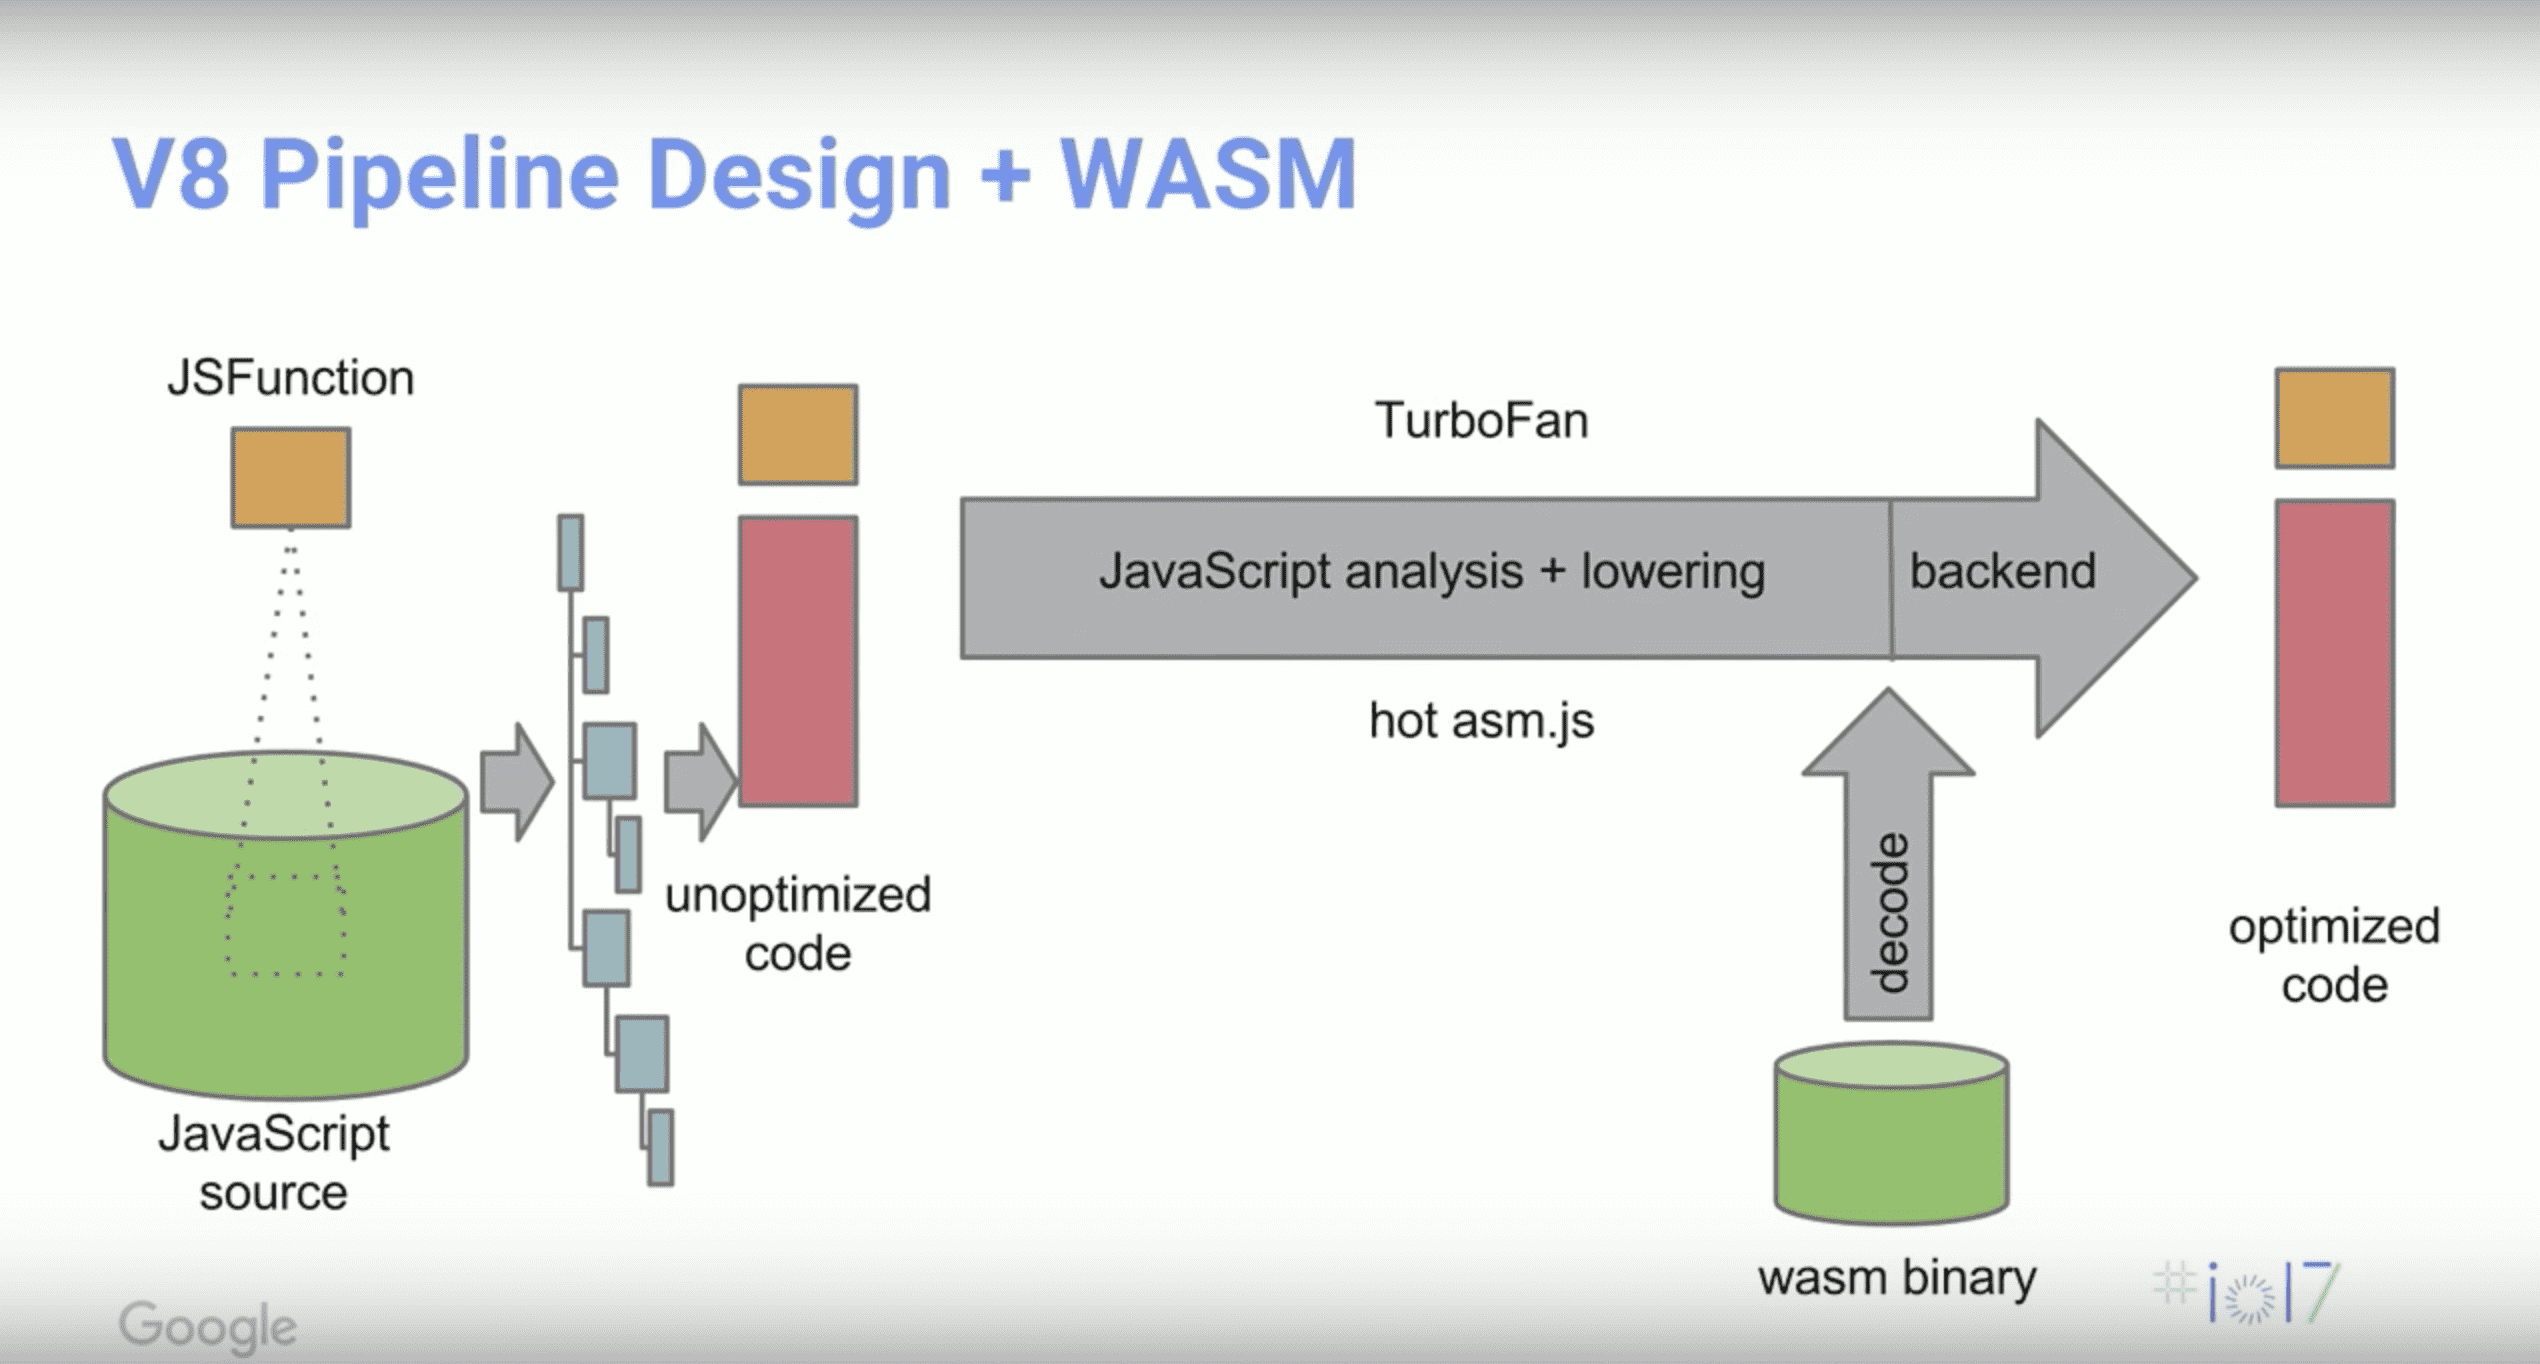 V8 Pipeline Design + WASM
JSFunction
TurboFan
JavaScript analysis + lowering
backend
hot asm.js
unoptimized
code
decode
optimized
code
JavaScript
source
wasm binary
Google
#io17